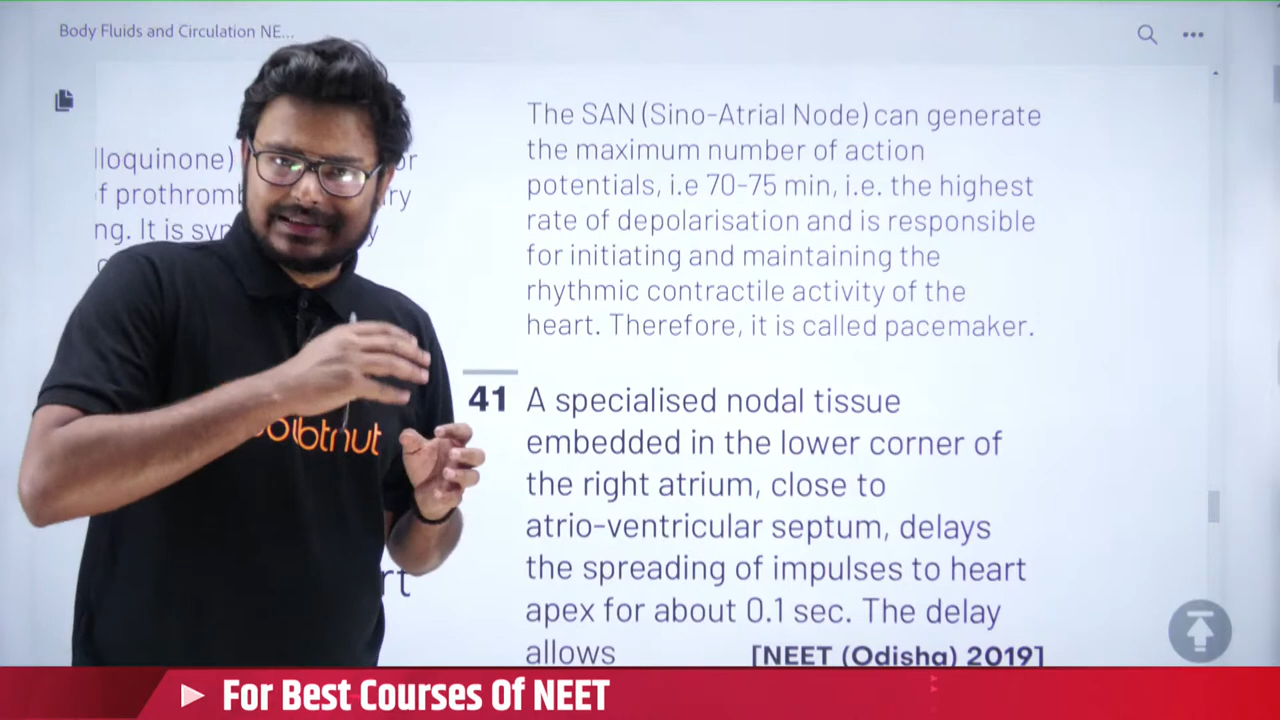 Body Fluids and Circulation NE...
lloquinone) or
f prothrom ry
ng. It is y
The SAN (Sino-Atrial Node) can generate
the maximum number of action
potentials, i.e 70-75 min, i.e. the highest
rate of depolarisation and is responsible
for initiating and maintaining the
rhythmic contractile activity of the
heart. Therefore, it is called pacemaker.
41 A specialised nodal tissue
embedded in the lower corner of
the right atrium, close to
atrio-ventricular septum, delays
the spreading of impulses to heart
apex for about 0.1 sec. The delay
allows [NEET (Odisha) 2019]
doubtnut
For Best Courses Of NEET